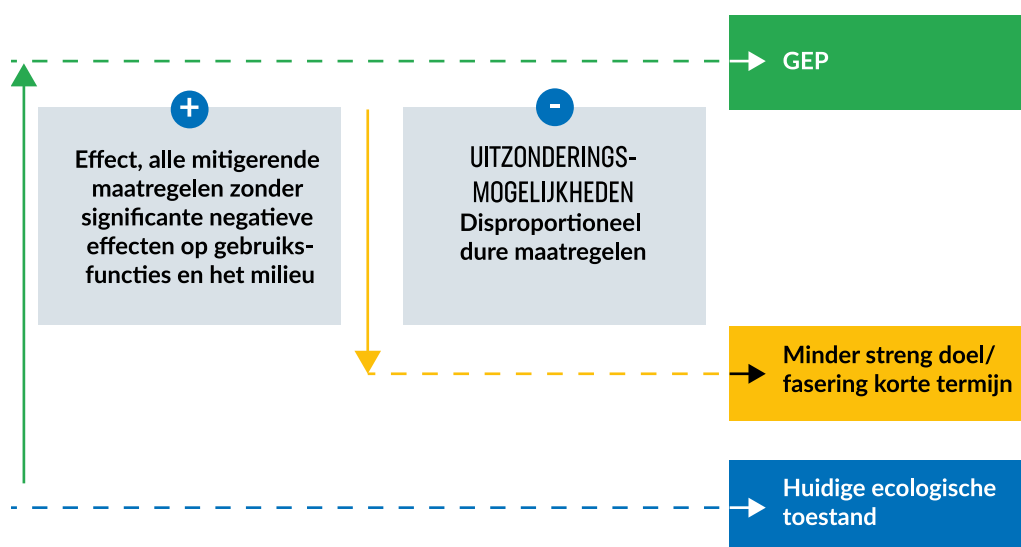 GEP
+
Effect, alle mitigerende
maatregelen zonder
significante negatieve
effecten op gebruiks-
functies en het milieu
-
UITZONDERINGS-
MOGELIJKHEDEN
Disproportioneel
dure maatregelen
Minder streng doel/
fasering korte termijn
Huidige ecologische
toestand